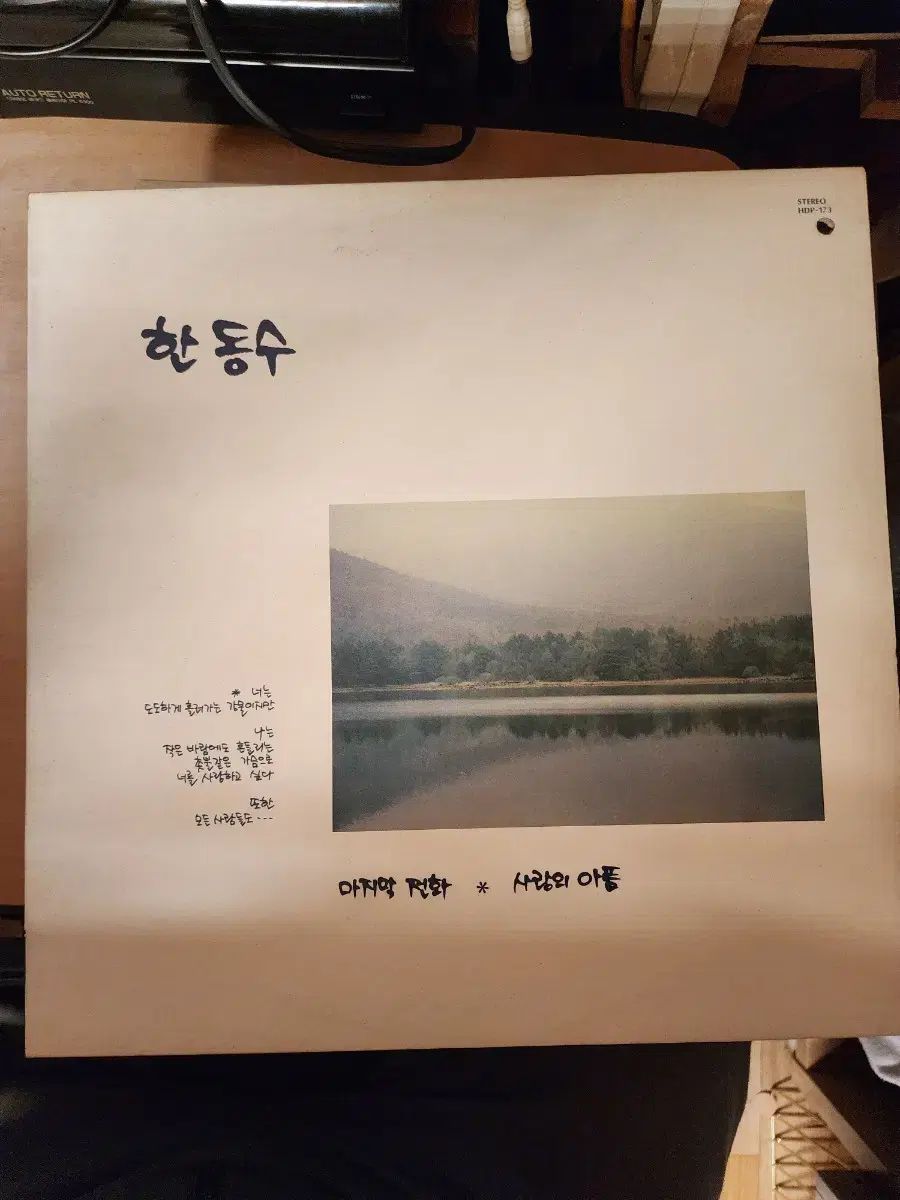 AUTO RETURN
STEREO
HDP-173
한동수
* 너는
도도하게 흘러가는 강물이지만
나는
작은 바람에도 흔들리는
촛불같은 가슴으로
너를 사랑하고 싶다
또한
모든 사람들도---
마지막 전화 * 사랑의 아픔